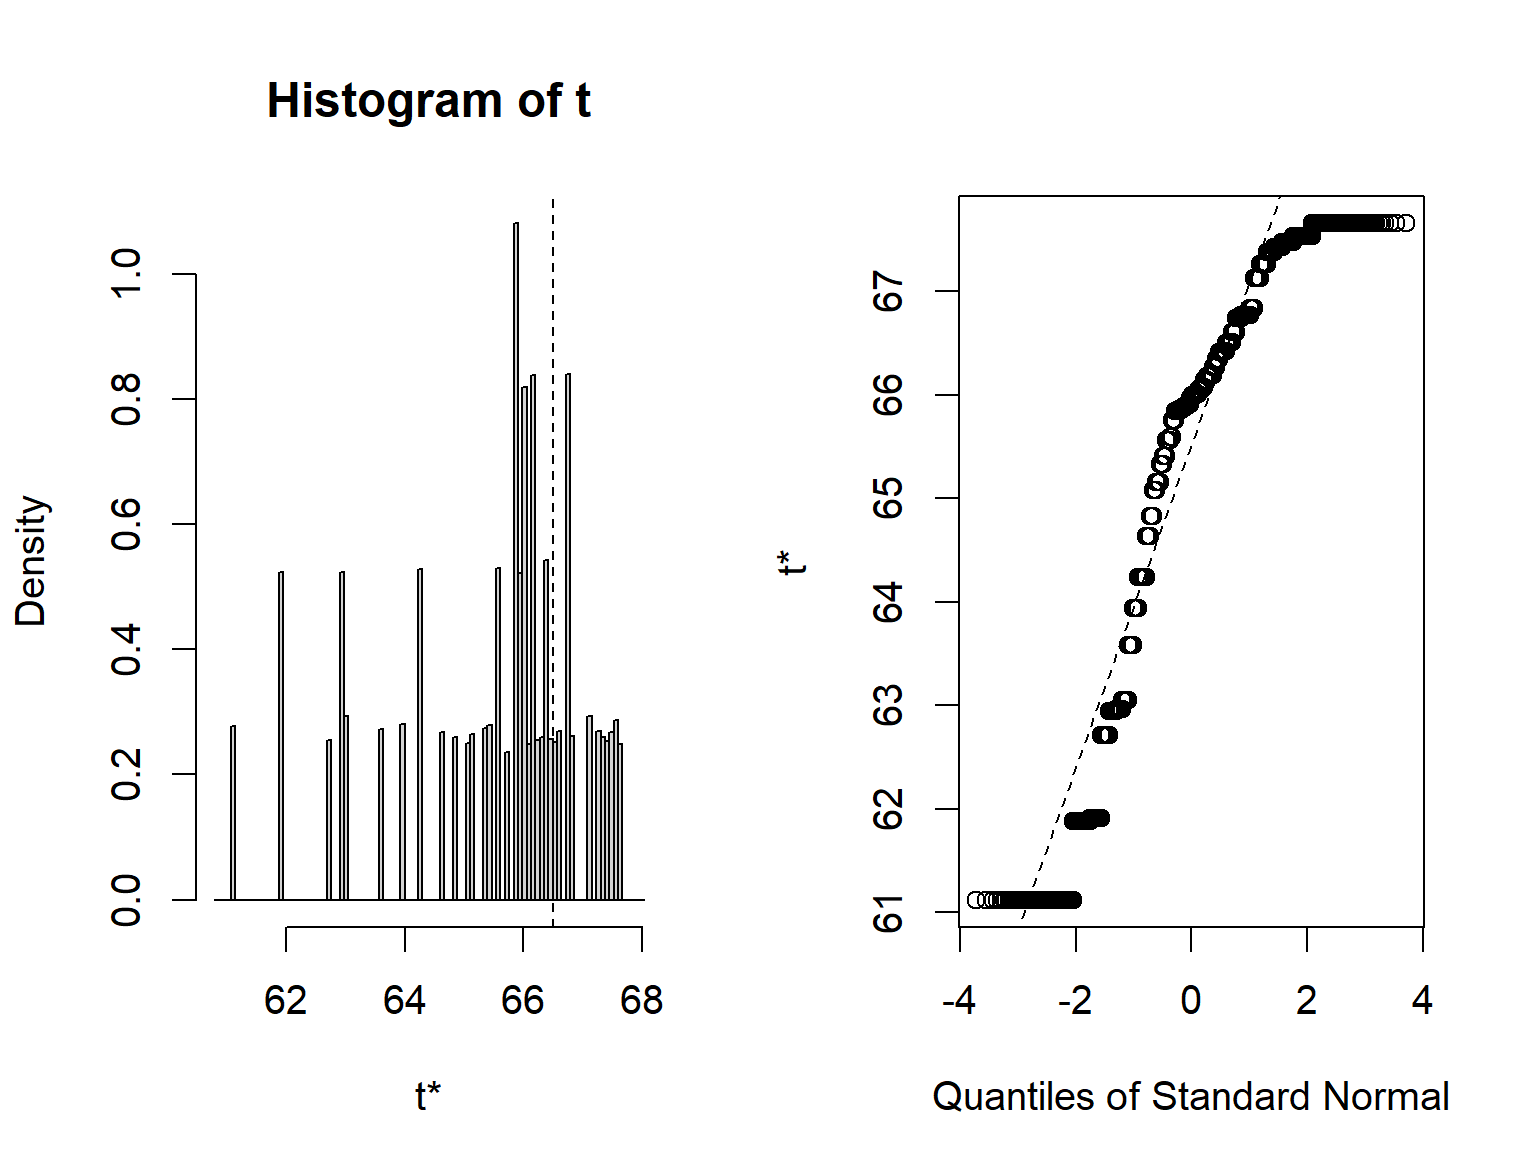 Histogram of t
Density
0.0 0.2 0.4 0.6 0.8 1.0
62 64 66 68
t*
t*
61 62 63 64 65 66 67
-4 -2 0 2 4
Quantiles of Standard Normal